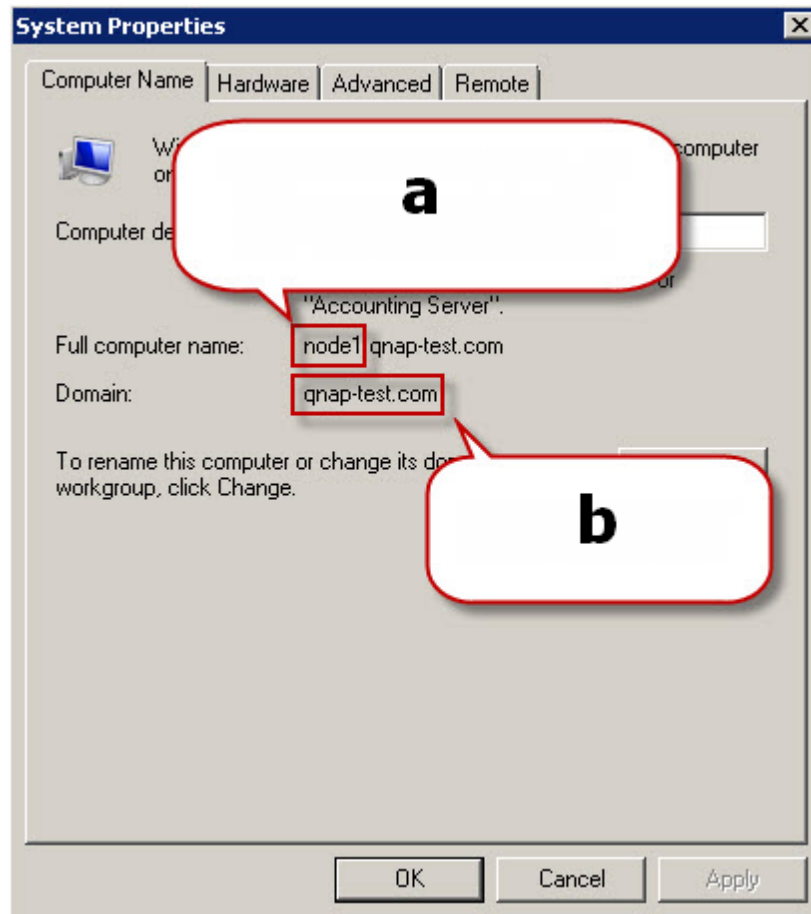 System Properties
Computer Name Hardware Advanced Remote
computer
Computer de
a
or
"Accounting Server".
Full computer name: node1.qnap-test.com
Domain: qnap-test.com
To rename this computer or change its
workgroup, click Change.
b
OK Cancel Apply